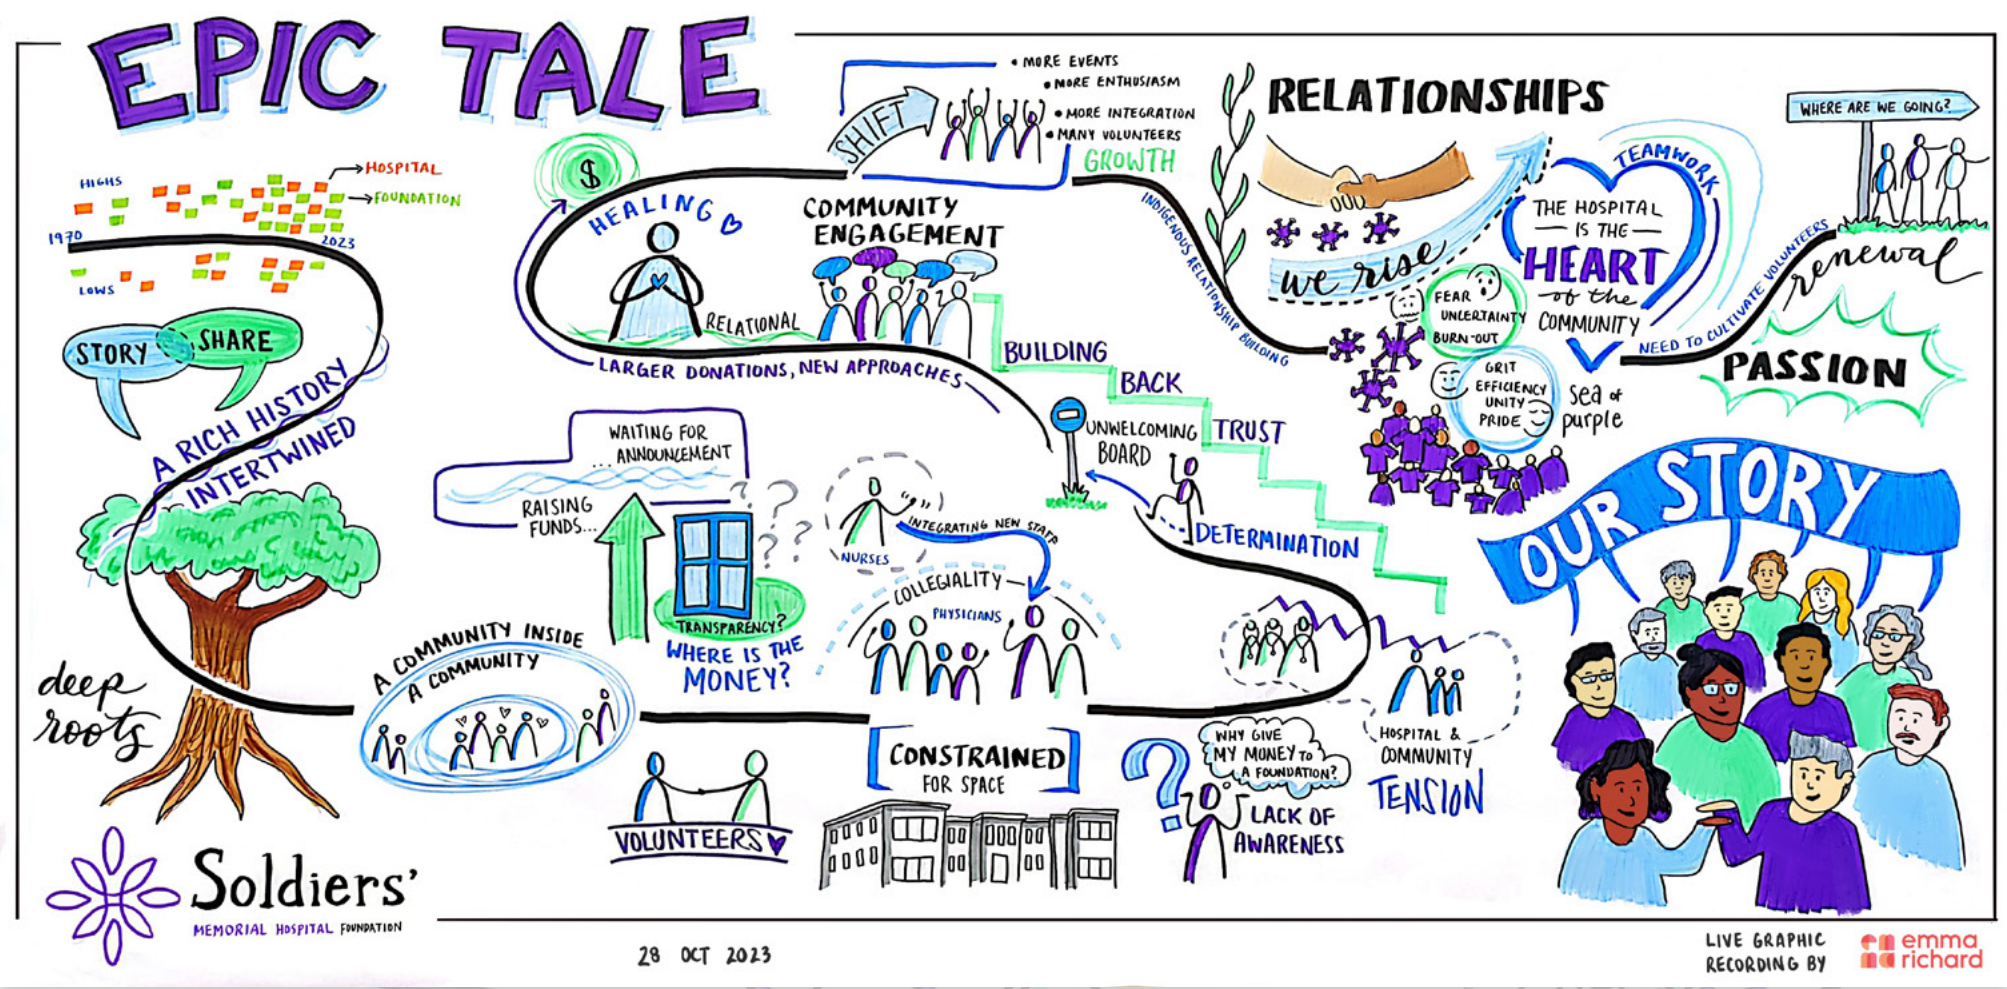 EPIC TALE
HIGHS
HOSPITAL
FOUNDATION
1970
2023
LOWS
STORY
SHARE
A RICH HISTORY
INTERTWINED
deep
roots
A COMMUNITY INSIDE
A COMMUNITY
VOLUNTEERS
WAITING FOR
... ANNOUNCEMENT
RAISING
FUNDS...
TRANSPARENCY?
WHERE IS THE
MONEY?
NURSES
INTEGRATING NEW STAFF
COLLEGIALITY
PHYSICIANS
CONSTRAINED
FOR SPACE
WHY GIVE
MY MONEY TO
A FOUNDATION?
LACK OF
AWARENESS
HOSPITAL &
COMMUNITY
TENSION
DETERMINATION
UNWELCOMING
BOARD
BUILDING
BACK
TRUST
LARGER DONATIONS, NEW APPROACHES
RELATIONAL
COMMUNITY
ENGAGEMENT
HEALING
$
SHIFT
• MORE EVENTS
• MORE ENTHUSIASM
• MORE INTEGRATION
• MANY VOLUNTEERS
GROWTH
INDIGENOUS RELATIONSHIP BUILDING
RELATIONSHIPS
we rise
FEAR
UNCERTAINTY
BURN-OUT
GRIT
EFFICIENCY
UNITY
PRIDE
sea of
purple
TEAMWORK
THE HOSPITAL
— IS THE —
HEART
of the
COMMUNITY
NEED TO CULTIVATE VOLUNTEERS
WHERE ARE WE GOING?
renewal
PASSION
OUR STORY
Soldiers'
MEMORIAL HOSPITAL FOUNDATION
28 OCT 2023
LIVE GRAPHIC
RECORDING BY
emma
richard